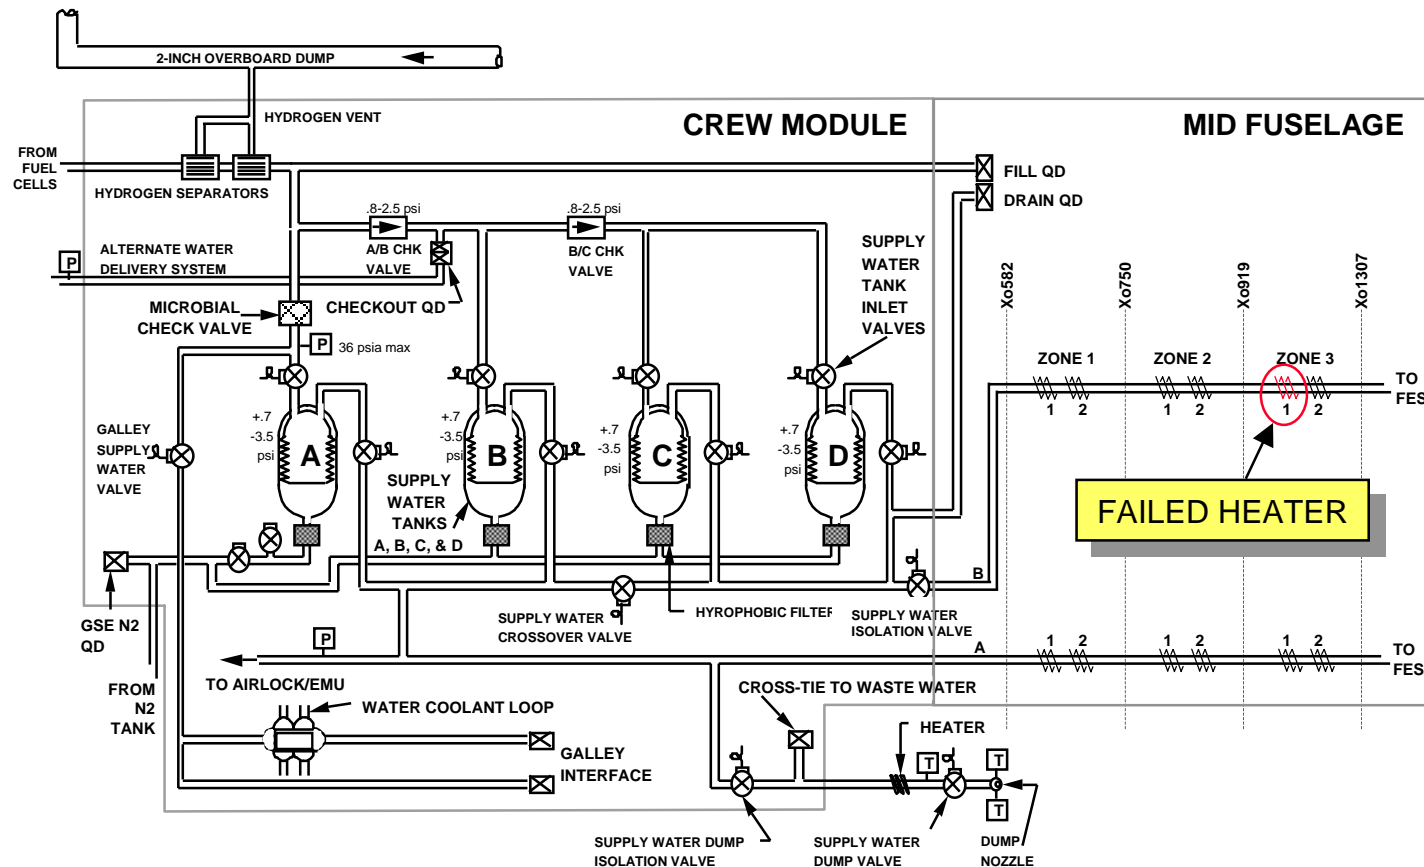 2-INCH OVERBOARD DUMP
HYDROGEN VENT
CREW MODULE
MID FUSELAGE
FROM
FUEL
CELLS
HYDROGEN SEPARATORS
FILL QD
DRAIN QD
.8-2.5 psi
.8-2.5 psi
A/B CHK
VALVE
B/C CHK
VALVE
P
ALTERNATE WATER
DELIVERY SYSTEM
SUPPLY
WATER
TANK
INLET
VALVES
CHECKOUT QD
MICROBIAL
CHECK VALVE
P
36 psia max
Xo582
Xo750
Xo919
Xo1307
ZONE 1
ZONE 2
ZONE 3
1
2
1
2
1
2
TO
FES
GALLEY
SUPPLY
WATER
VALVE
+.7
-3.5
psi
A
+.7
-3.5
psi
B
+.7
-3.5
psi
C
+.7
-3.5
psi
D
SUPPLY
WATER
TANKS
A, B, C, & D
FAILED HEATER
B
GSE N2
QD
SUPPLY WATER
CROSSOVER VALVE
HYROPHOBIC FILTER
SUPPLY WATER
ISOLATION VALVE
P
A
1
2
1
2
1
2
TO
FES
TO AIRLOCK/EMU
FROM
N2
TANK
WATER COOLANT LOOP
CROSS-TIE TO WASTE WATER
HEATER
GALLEY
INTERFACE
T
T
T
SUPPLY WATER DUMP
ISOLATION VALVE
SUPPLY WATER
DUMP VALVE
DUMP
NOZZLE